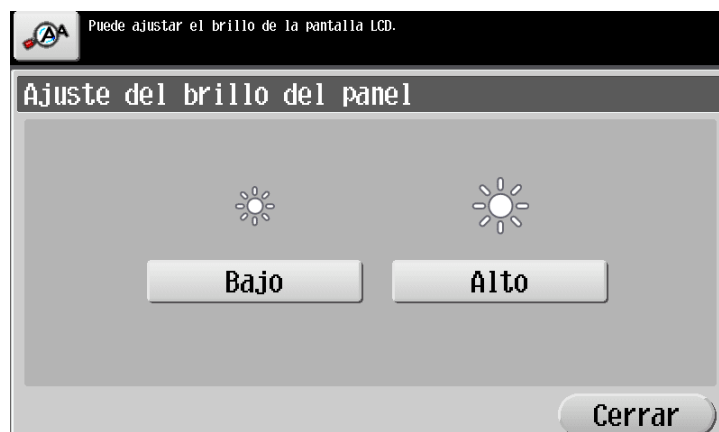 Puede ajustar el brillo de la pantalla LCD.
Ajuste del brillo del panel
Bajo
Alto
Cerrar